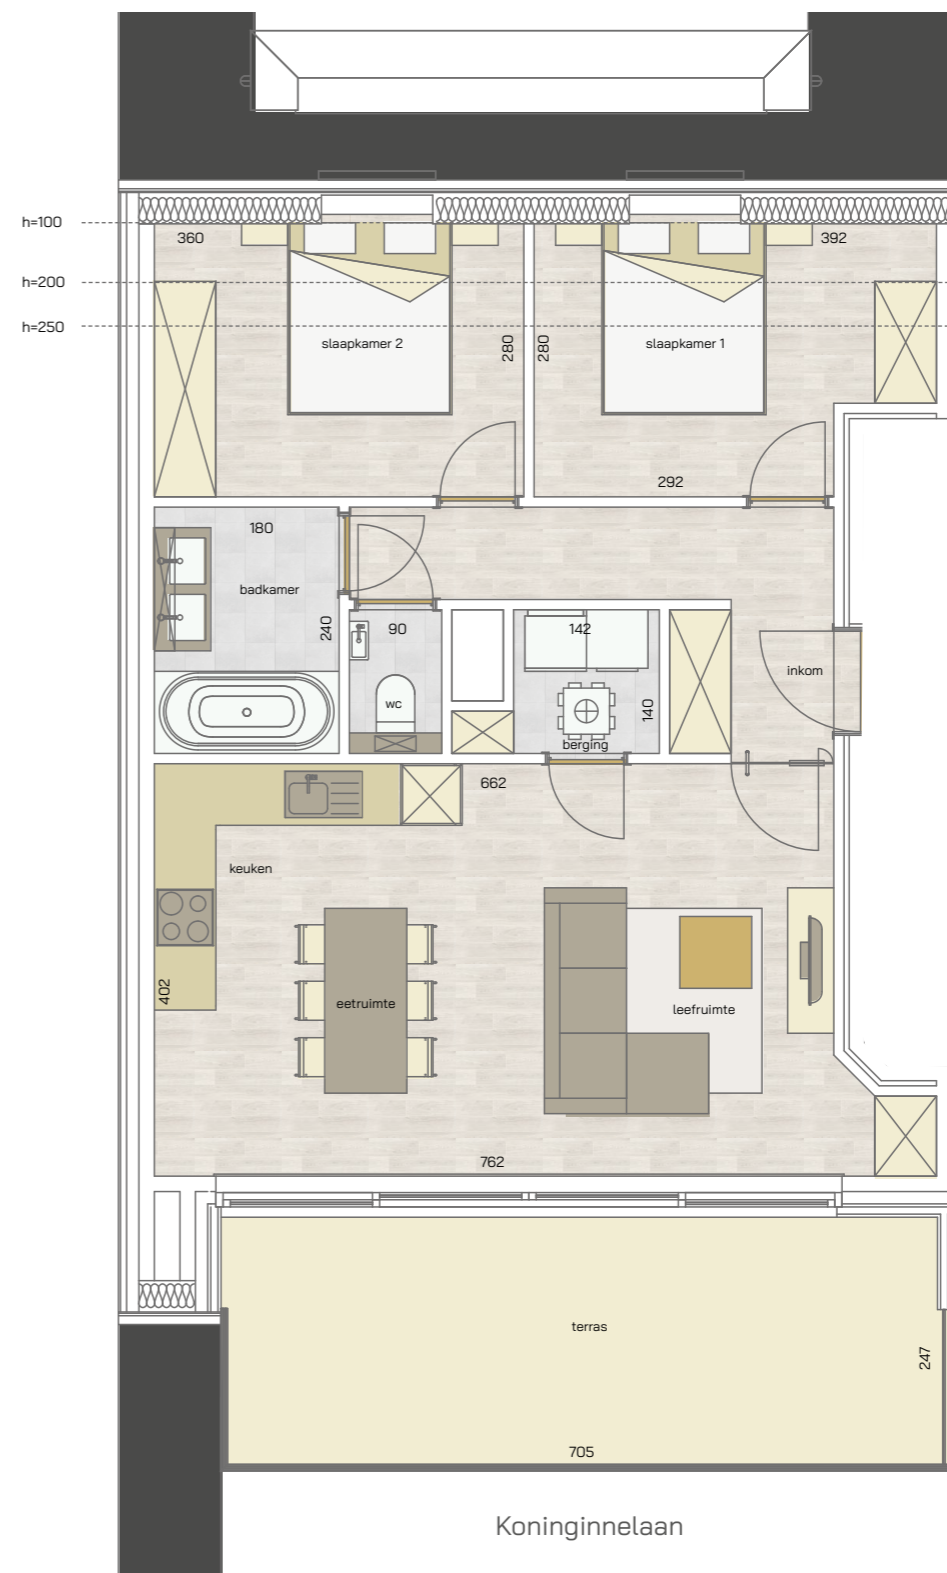 h=100
360
392
h=200
h=250
slaapkamer 2
280
280
slaapkamer 1
292
180
badkamer
240
90
142
wc
140
inkom
berging
662
keuken
402
eetruimte
leefruimte
762
terras
247
705
Koninginnelaan